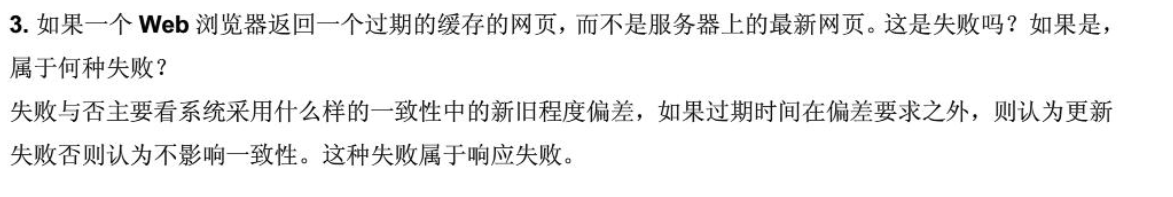 3. 如果一个 Web 浏览器返回一个过期的缓存的网页，而不是服务器上的最新网页。这是失败吗？如果是，
属于何种失败？
失败与否主要看系统采用什么样的一致性中的新旧程度偏差，如果过期时间在偏差要求之外，则认为更新
失败否则认为不影响一致性。这种失败属于响应失败。